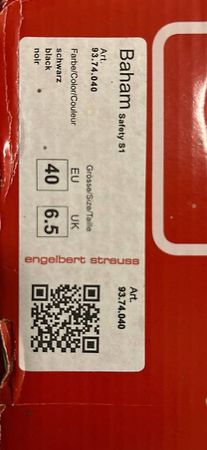 Baham Safety S1
Art.
93.74.040
Farbe/Color/Couleur
schwarz
black
noir
Grösse/Size/Taille
EU UK
40 6.5
engelbert strauss
Art.
93.74.040